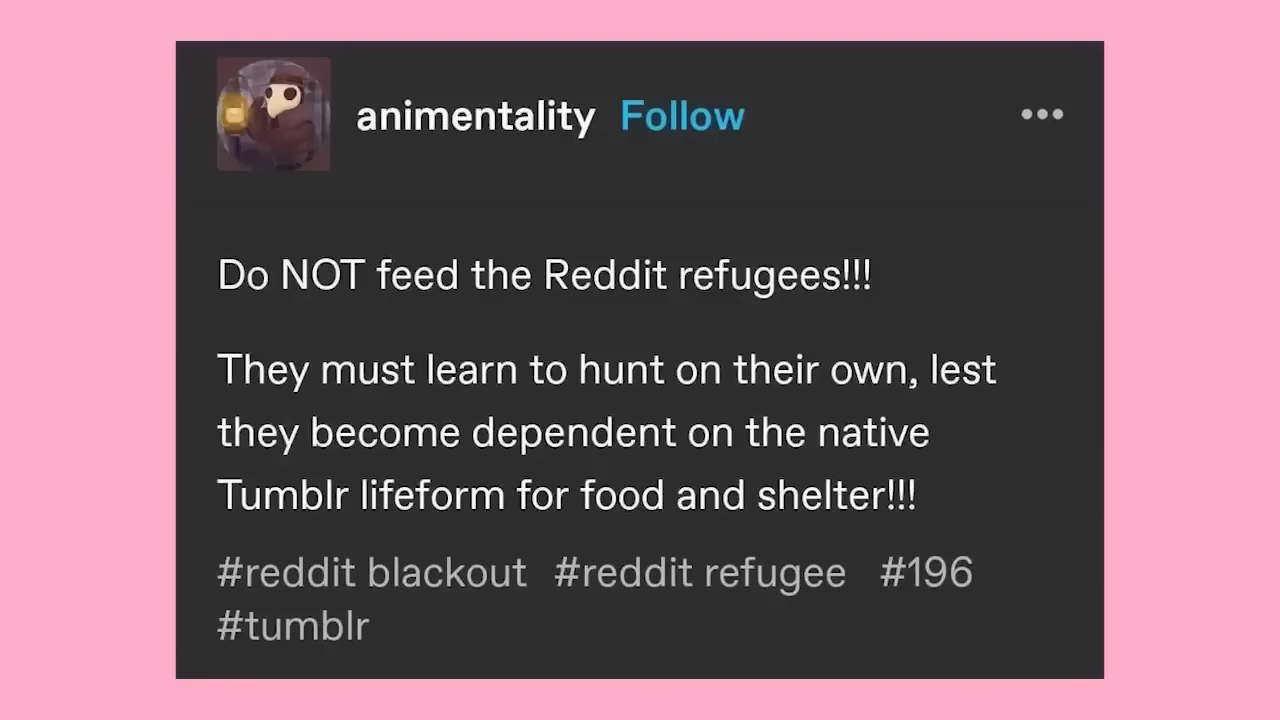 animentality Follow
Do NOT feed the Reddit refugees!!!
They must learn to hunt on their own, lest
they become dependent on the native
Tumblr lifeform for food and shelter!!!
#reddit blackout #reddit refugee #196
#tumblr